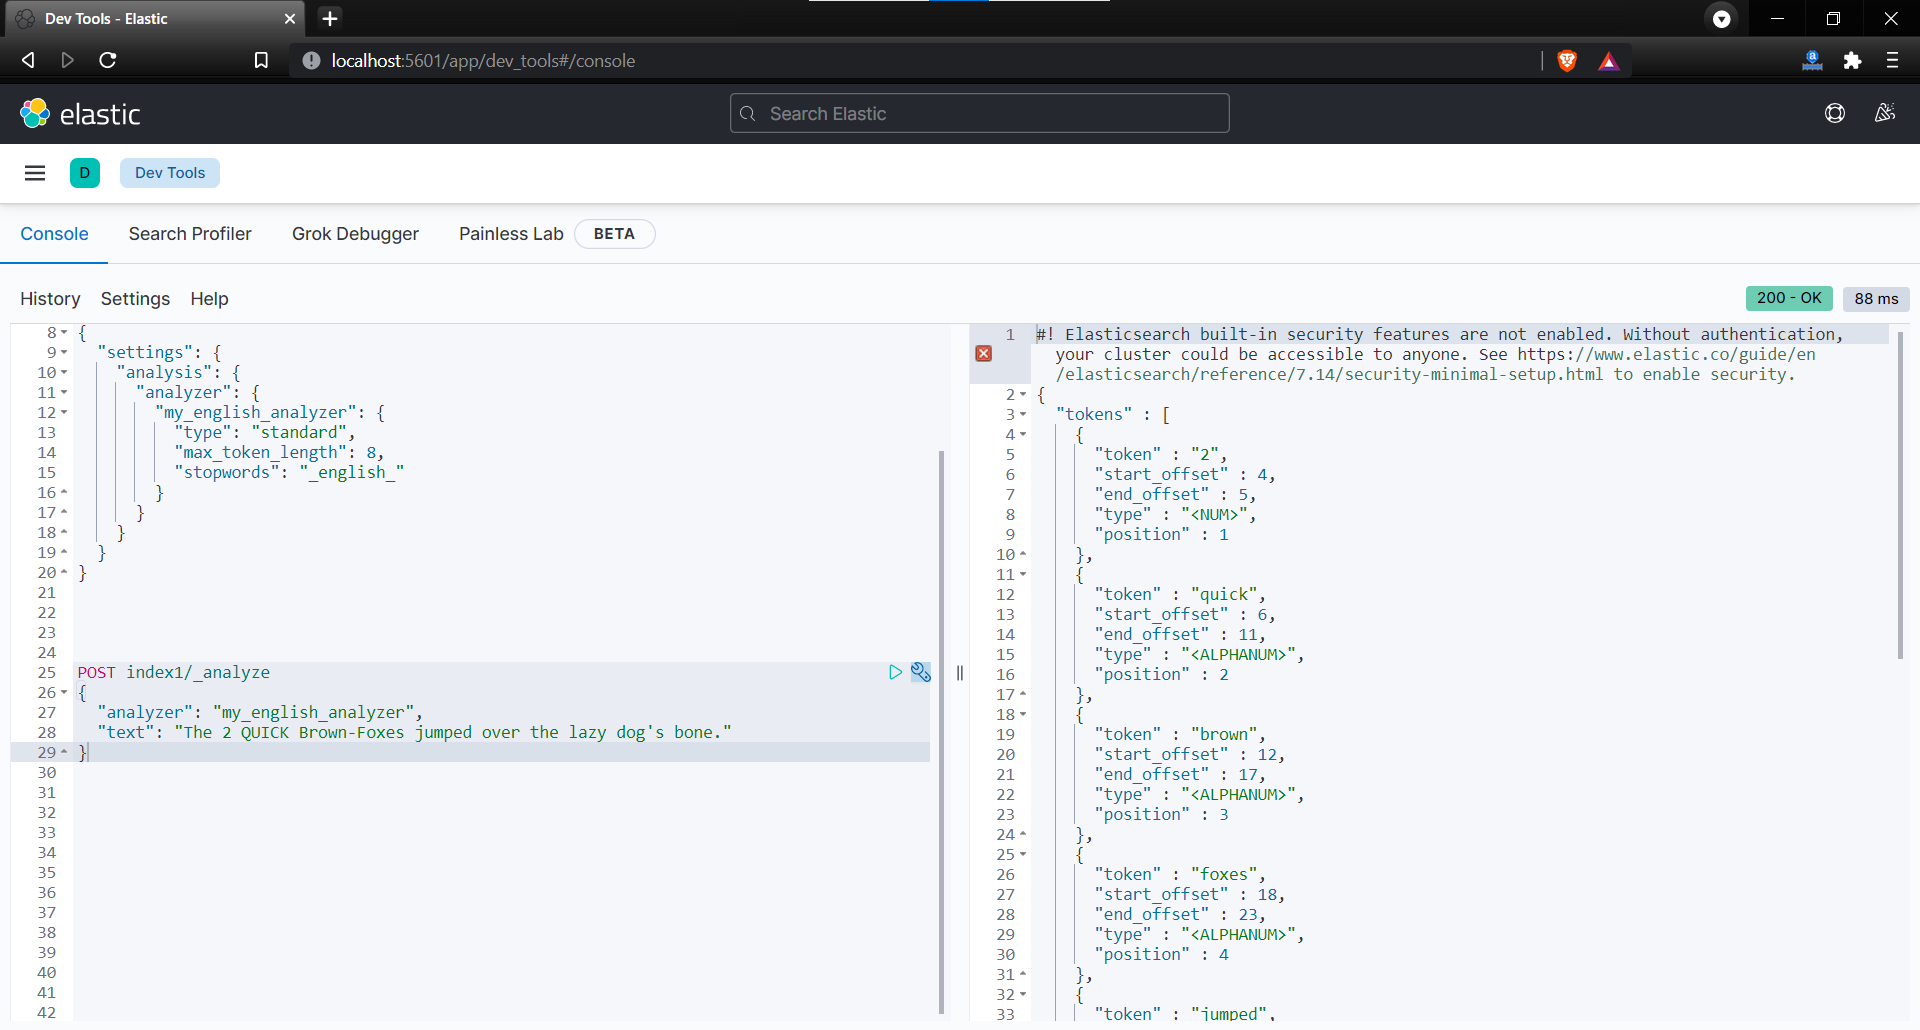 Dev Tools - Elastic
localhost:5601/app/dev_tools#/console
elastic
Search Elastic
D
Dev Tools
Console
Search Profiler
Grok Debugger
Painless Lab
BETA
History
Settings
Help
200 - OK
88 ms
8 {
9 "settings": {
10 "analysis": {
11 "analyzer": {
12 "my_english_analyzer": {
13 "type": "standard",
14 "max_token_length": 8,
15 "stopwords": "_english_"
16 }
17 }
18 }
19 }
20 }
21
22
23
24
25 POST index1/_analyze
26 {
27 "analyzer": "my_english_analyzer",
28 "text": "The 2 QUICK Brown-Foxes jumped over the lazy dog's bone."
29 }
30
31
32
33
34
35
36
37
38
39
40
41
42
1 #! Elasticsearch built-in security features are not enabled. Without authentication,
your cluster could be accessible to anyone. See https://www.elastic.co/guide/en
/elasticsearch/reference/7.14/security-minimal-setup.html to enable security.
2 {
3 "tokens" : [
4 {
5 "token" : "2",
6 "start_offset" : 4,
7 "end_offset" : 5,
8 "type" : "<NUM>",
9 "position" : 1
10 },
11 {
12 "token" : "quick",
13 "start_offset" : 6,
14 "end_offset" : 11,
15 "type" : "<ALPHANUM>",
16 "position" : 2
17 },
18 {
19 "token" : "brown",
20 "start_offset" : 12,
21 "end_offset" : 17,
22 "type" : "<ALPHANUM>",
23 "position" : 3
24 },
25 {
26 "token" : "foxes",
27 "start_offset" : 18,
28 "end_offset" : 23,
29 "type" : "<ALPHANUM>",
30 "position" : 4
31 },
32 {
33 "token" : "jumped",